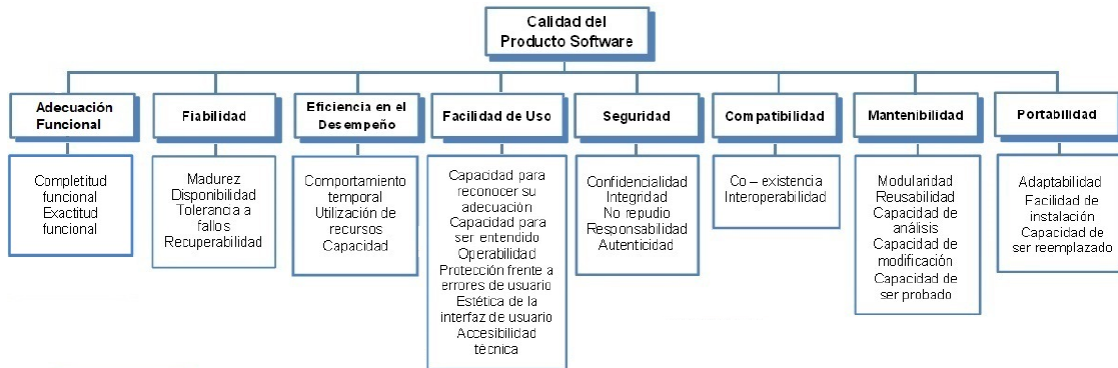 Calidad del
Producto Software
Adecuación
Funcional
Fiabilidad
Eficiencia en el
Desempeño
Facilidad de Uso
Seguridad
Compatibilidad
Mantenibilidad
Portabilidad
Completitud
funcional
Exactitud
funcional
Madurez
Disponibilidad
Tolerancia a
fallos
Recuperabilidad
Comportamiento
temporal
Utilización de
recursos
Capacidad
Capacidad para
reconocer su
adecuación
Capacidad para
ser entendido
Operabilidad
Protección frente a
errores de usuario
Estética de la
interfaz de usuario
Accesibilidad
técnica
Confidencialidad
Integridad
No repudio
Responsabilidad
Autenticidad
Co – existencia
Interoperabilidad
Modularidad
Reusabilidad
Capacidad de
análisis
Capacidad de
modificación
Capacidad de
ser probado
Adaptabilidad
Facilidad de
instalación
Capacidad de
ser reemplazado